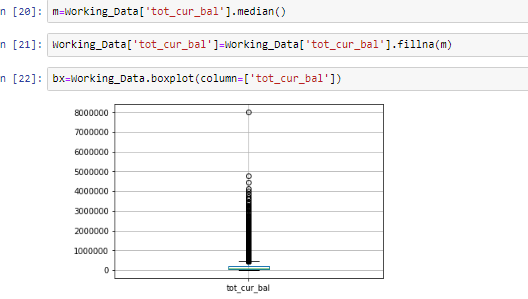 n [20]: m=Working_Data['tot_cur_bal'].median()
n [21]: Working_Data['tot_cur_bal']=Working_Data['tot_cur_bal'].fillna(m)
n [22]: bx=Working_Data.boxplot(column=['tot_cur_bal'])
8000000
7000000
6000000
5000000
4000000
3000000
2000000
1000000
0
tot_cur_bal